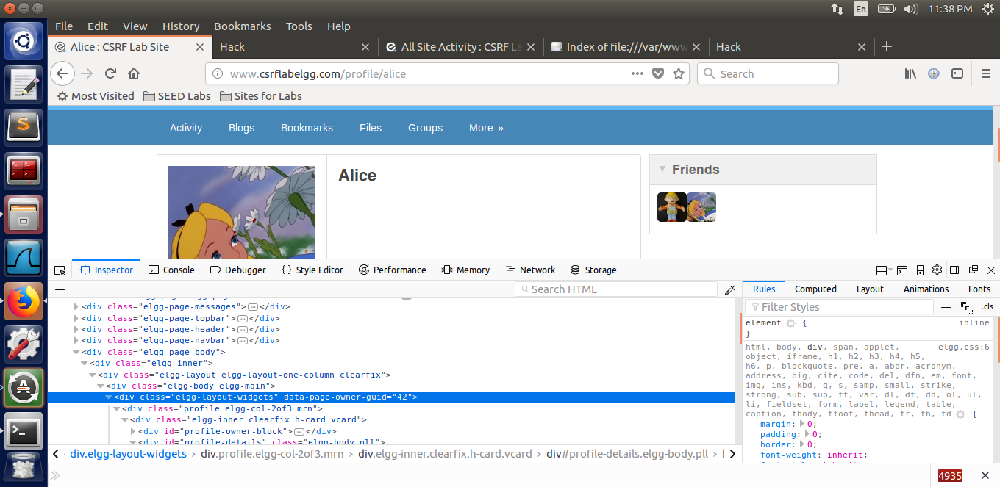 En 11:38 PM
File Edit View History Bookmarks Tools Help
Alice : CSRF Lab Site Hack All Site Activity : CSRF La Index of file:///var/www Hack
www.csrflabelgg.com/profile/alice Search
Most Visited SEED Labs Sites for Labs
Activity Blogs Bookmarks Files Groups More »
Alice Friends
Inspector Console Debugger Style Editor Performance Memory Network Storage
Search HTML Rules Computed Layout Animations Fonts
Filter Styles .cls
<div class="elgg-page-messages"></div>
<div class="elgg-page-topbar"></div>
<div class="elgg-page-header"></div>
<div class="elgg-page-navbar"></div>
<div class="elgg-page-body">
<div class="elgg-inner">
<div class="elgg-layout elgg-layout-one-column clearfix">
<div class="elgg-body elgg-main">
<div class="elgg-layout-widgets" data-page-owner-guid="42">
<div class="profile elgg-col-2of3 mrn">
<div class="elgg-inner clearfix h-card vcard">
<div id="profile-owner-block"></div>
<div id="profile-details" class="elgg-body pll">
div.elgg-layout-widgets › div.profile.elgg-col-2of3.mrn › div.elgg-inner.clearfix.h-card.vcard › div#profile-details.elgg-body.pll ›
element { inline
}
html, body, div, span, applet, elgg.css:6
object, iframe, h1, h2, h3, h4, h5,
h6, p, blockquote, pre, a, abbr, acronym,
address, big, cite, code, del, dfn, em, font,
img, ins, kbd, q, s, samp, small, strike,
strong, sub, sup, tt, var, dl, dt, dd, ol, ul,
li, fieldset, form, label, legend, table,
caption, tbody, tfoot, thead, tr, th, td {
margin: 0;
padding: 0;
border: 0;
font-weight: inherit;
4935